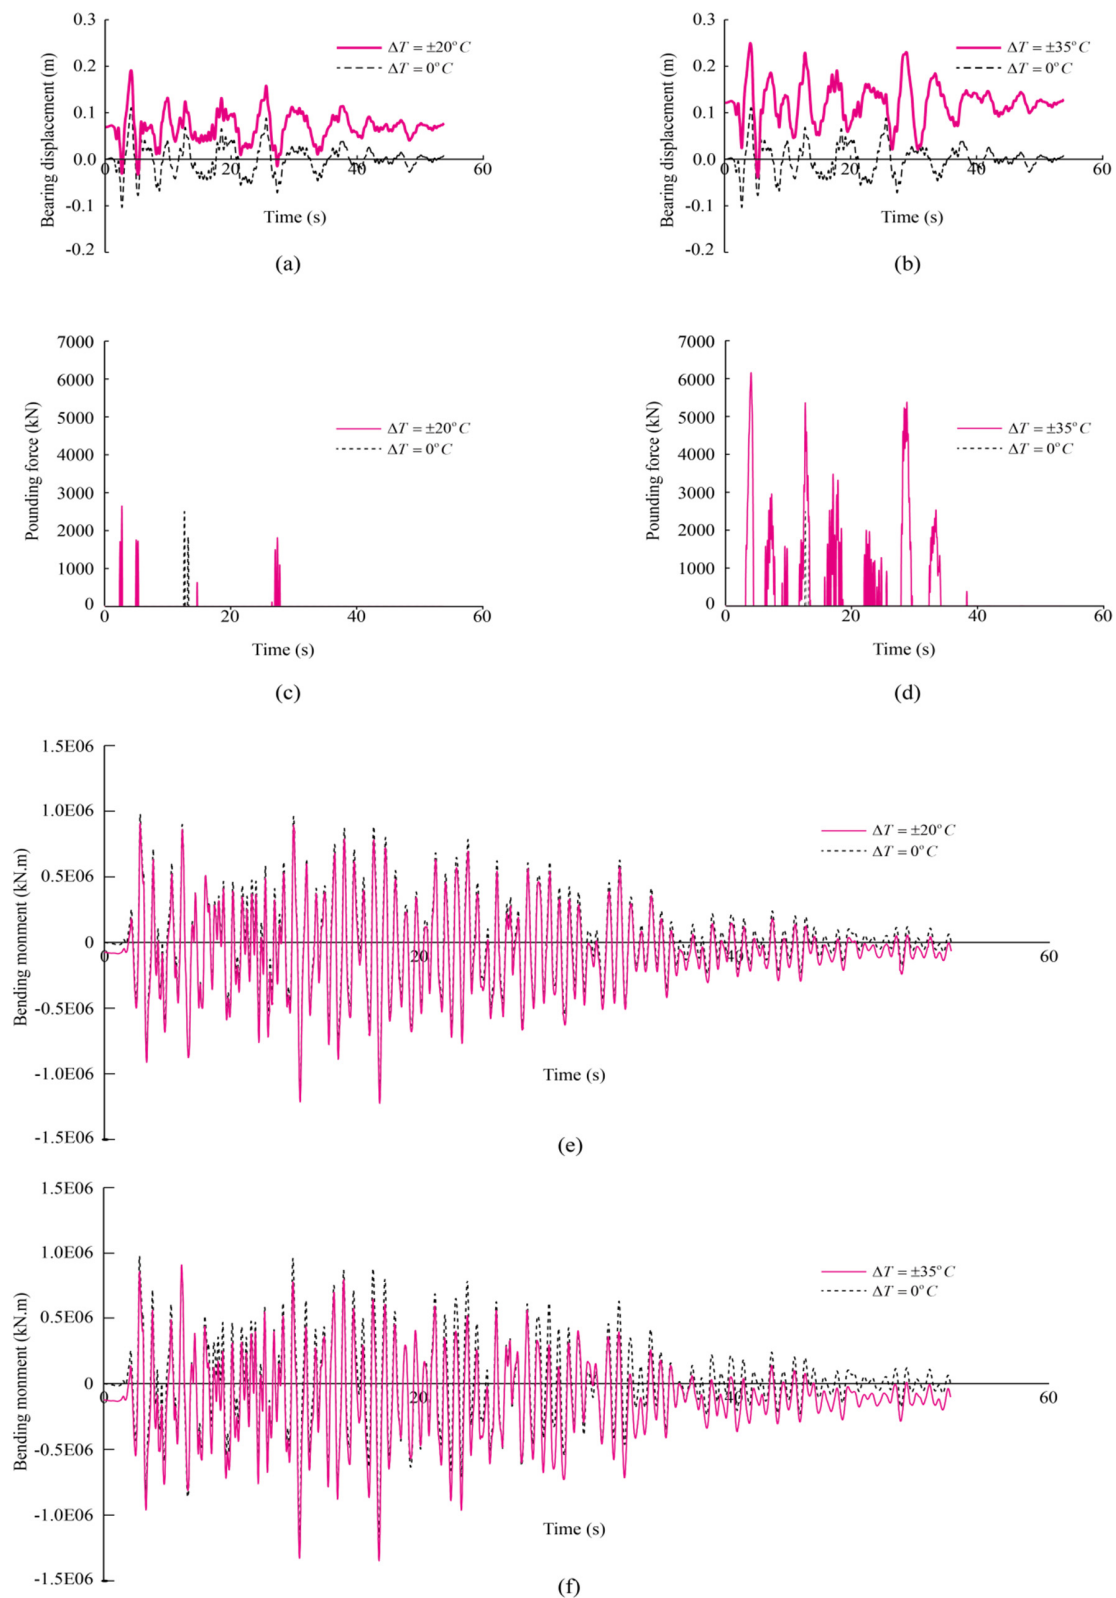 0.3
0.2
0.1
0.0
-0.1
-0.2
Bearing displacement (m)
ΔT = ±20°C
ΔT = 0°C
0 20 40 60
Time (s)
(a)
0.3
0.2
0.1
0.0
-0.1
-0.2
Bearing displacement (m)
ΔT = ±35°C
ΔT = 0°C
0 20 40 60
Time (s)
(b)
7000
6000
5000
4000
3000
2000
1000
0
Pounding force (kN)
ΔT = ±20°C
ΔT = 0°C
0 20 40 60
Time (s)
(c)
7000
6000
5000
4000
3000
2000
1000
0
Pounding force (kN)
ΔT = ±35°C
ΔT = 0°C
0 20 40 60
Time (s)
(d)
1.5E06
1.0E06
0.5E06
0
-0.5E06
-1.0E06
-1.5E06
Bending monment (kN.m)
ΔT = ±20°C
ΔT = 0°C
0 20 40 60
Time (s)
(e)
1.5E06
1.0E06
0.5E06
0
-0.5E06
-1.0E06
-1.5E06
Bending monment (kN.m)
ΔT = ±35°C
ΔT = 0°C
0 20 40 60
Time (s)
(f)